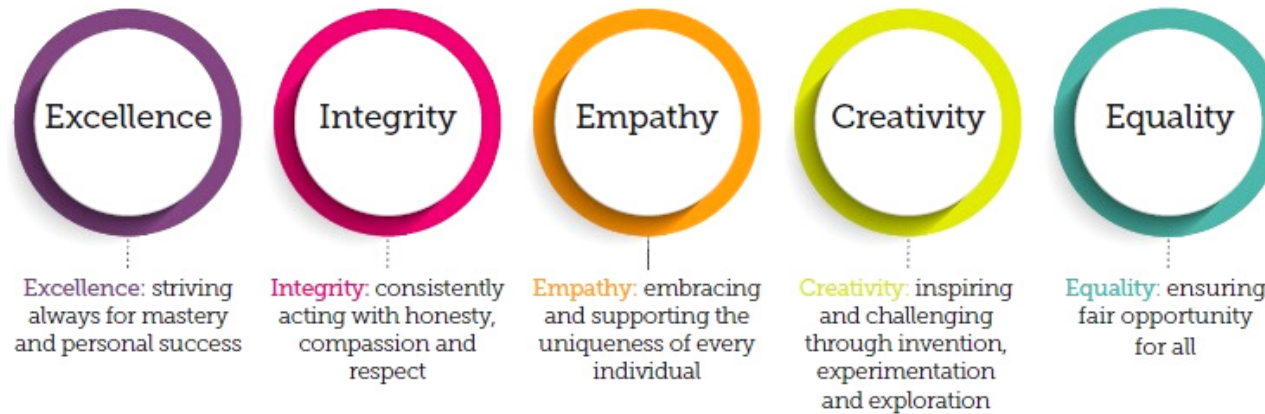 Excellence
Integrity
Empathy
Creativity
Equality
Excellence: striving
always for mastery
and personal success
Integrity: consistently
acting with honesty,
compassion and
respect
Empathy: embracing
and supporting the
uniqueness of every
individual
Creativity: inspiring
and challenging
through invention,
experimentation
and exploration
Equality: ensuring
fair opportunity
for all